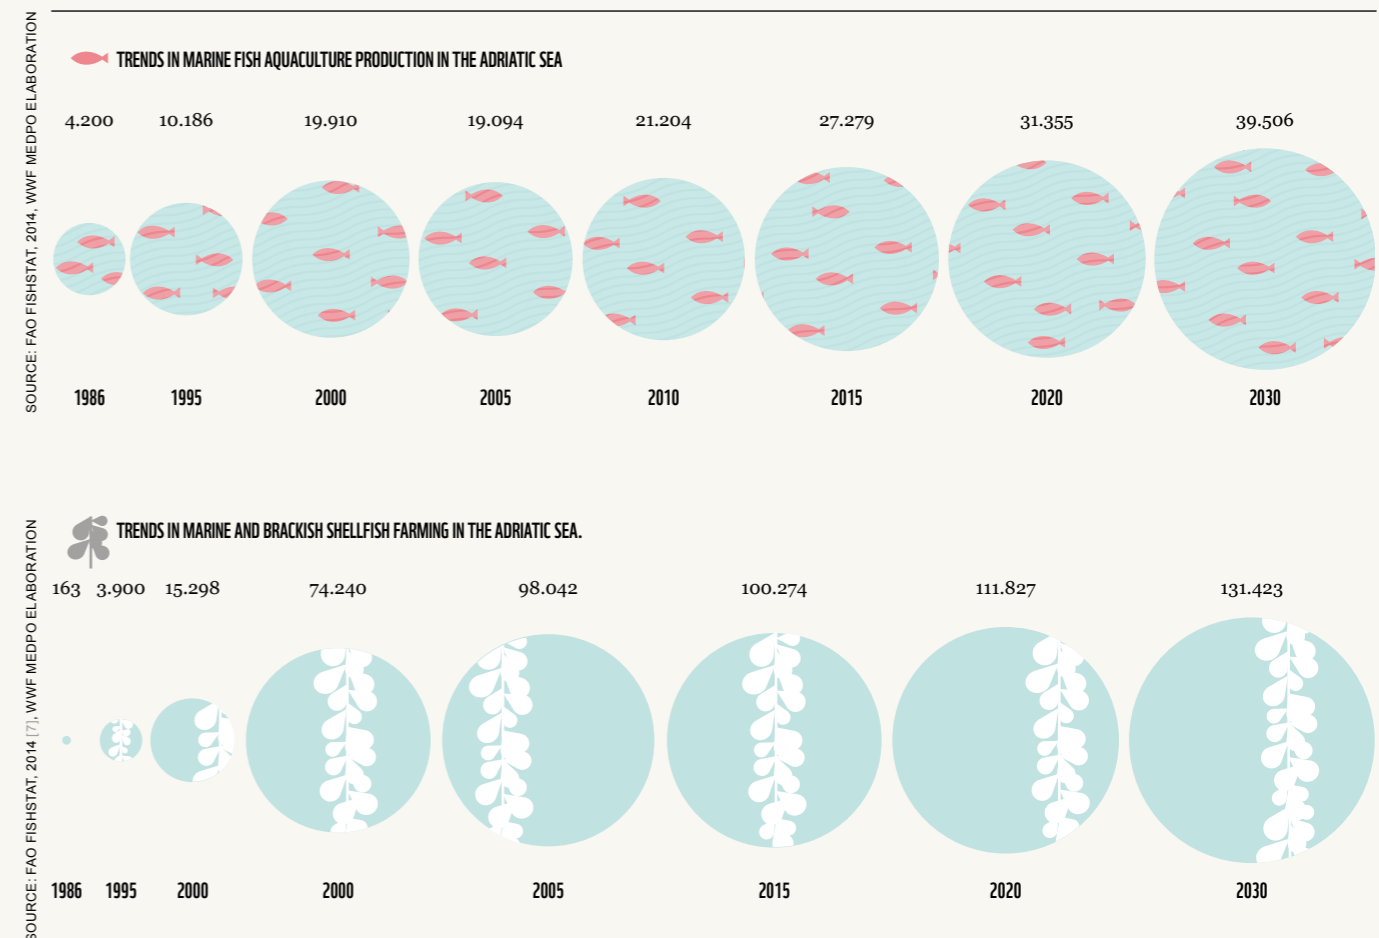 TRENDS IN MARINE FISH AQUACULTURE PRODUCTION IN THE ADRIATIC SEA
4.200 10.186 19.910 19.094 21.204 27.279 31.355 39.506
1986 1995 2000 2005 2010 2015 2020 2030
SOURCE: FAO FISHSTAT, 2014, WWF MEDPO ELABORATION
TRENDS IN MARINE AND BRACKISH SHELLFISH FARMING IN THE ADRIATIC SEA.
163 3.900 15.298 74.240 98.042 100.274 111.827 131.423
1986 1995 2000 2000 2005 2015 2020 2030
SOURCE: FAO FISHSTAT, 2014 [7], WWF MEDPO ELABORATION